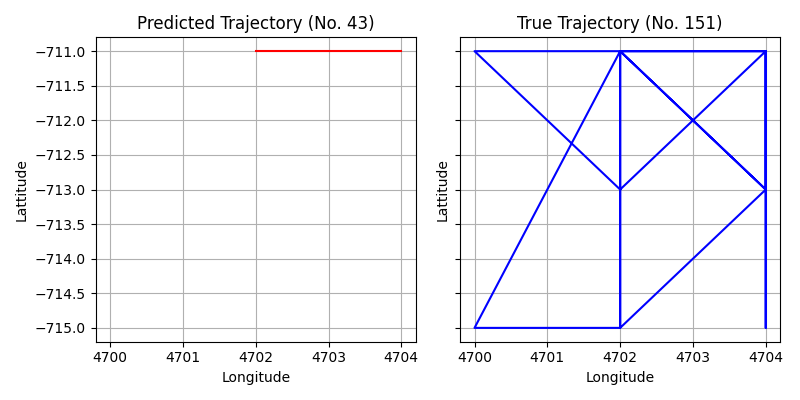 Predicted Trajectory (No. 43)
−711.0
−711.5
−712.0
−712.5
−713.0
−713.5
−714.0
−714.5
−715.0
Lattitude
4700 4701 4702 4703 4704
Longitude
True Trajectory (No. 151)
Lattitude
4700 4701 4702 4703 4704
Longitude